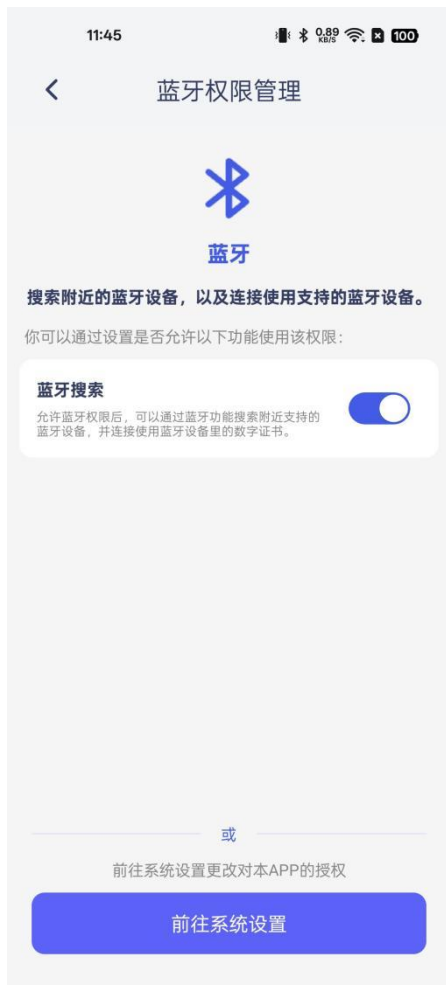 11:45
0.89
KB/S
100
蓝牙权限管理
蓝牙
搜索附近的蓝牙设备，以及连接使用支持的蓝牙设备。
你可以通过设置是否允许以下功能使用该权限：
蓝牙搜索
允许蓝牙权限后，可以通过蓝牙功能搜索附近支持的
蓝牙设备，并连接使用蓝牙设备里的数字证书。
或
前往系统设置更改对本APP的授权
前往系统设置